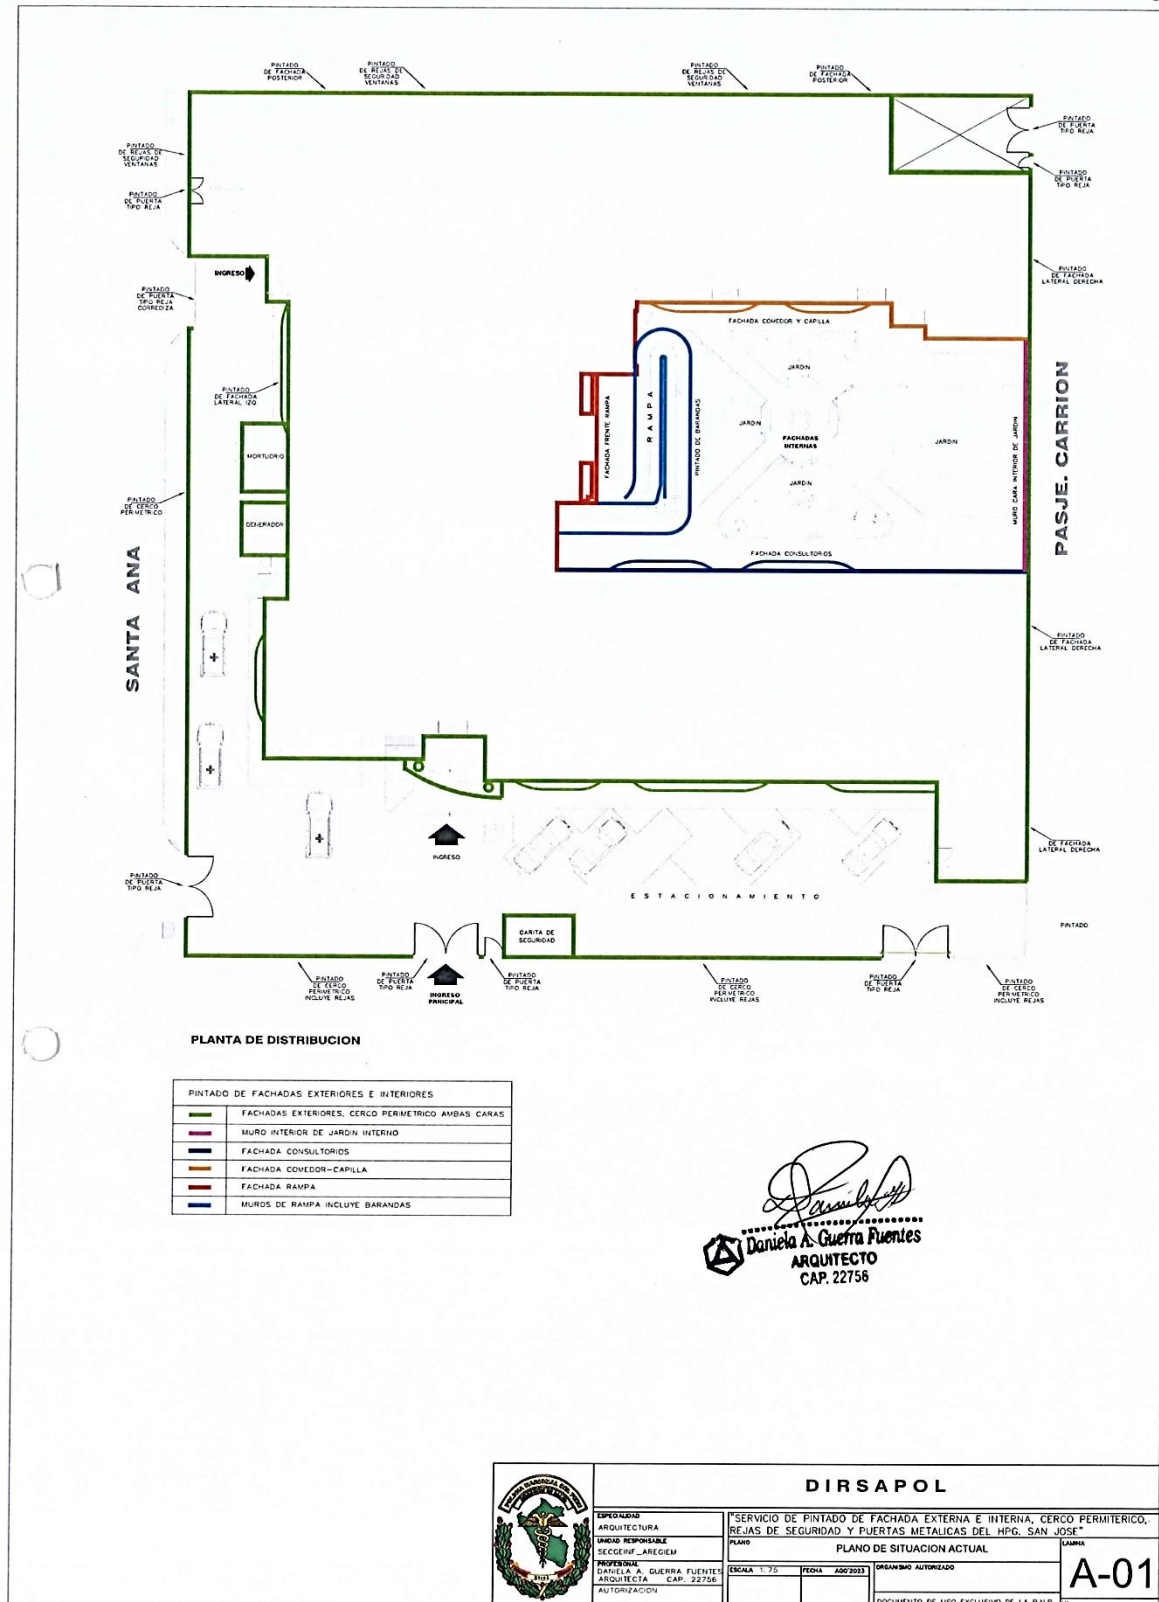 PINTADO
DE FACHADA
POSTERIOR
PINTADO
DE REJAS DE
SEGURIDAD
VENTANAS
PINTADO
DE REJAS DE
SEGURIDAD
VENTANAS
PINTADO
DE FACHADA
POSTERIOR
PINTADO
DE PUERTA
TIPO REJA
PINTADO
DE REJAS DE
SEGURIDAD
VENTANAS
PINTADO
DE PUERTA
TIPO REJA
PINTADO
DE PUERTA
TIPO REJA
INGRESO
PINTADO
DE FACHADA
LATERAL DERECHA
PINTADO
DE PUERTA
TIPO REJA
CORREDIZA
FACHADA COMEDOR Y CAPILLA
PINTADO
DE FACHADA
LATERAL IZQ
JARDIN
RAMPA
FACHADA FRENTE RAMPA
PINTADO DE BARANDAS
JARDIN
FACHADAS
INTERNAS
JARDIN
JARDIN
MURO CARA INTERIOR DE JARDIN
PASJE. CARRION
MORTUORIO
GENERADOR
PINTADO
DE CERCO
PERIMETRICO
FACHADA CONSULTORIOS
SANTA ANA
PINTADO
DE FACHADA
LATERAL DERECHA
INGRESO
DE FACHADA
LATERAL DERECHA
PINTADO
DE PUERTA
TIPO REJA
ESTACIONAMIENTO
PINTADO
GARITA DE
SEGURIDAD
PINTADO
DE CERCO
PERIMETRICO
INCLUYE REJAS
PINTADO
DE PUERTA
TIPO REJA
INGRESO
PRINCIPAL
PINTADO
DE PUERTA
TIPO REJA
PINTADO
DE CERCO
PERIMETRICO
INCLUYE REJAS
PINTADO
DE PUERTA
TIPO REJA
PINTADO
DE CERCO
PERIMETRICO
INCLUYE REJAS
PLANTA DE DISTRIBUCION
PINTADO DE FACHADAS EXTERIORES E INTERIORES
FACHADAS EXTERIORES, CERCO PERIMETRICO AMBAS CARAS
MURO INTERIOR DE JARDIN INTERNO
FACHADA CONSULTORIOS
FACHADA COMEDOR-CAPILLA
FACHADA RAMPA
MUROS DE RAMPA INCLUYE BARANDAS
Daniela A. Guerra Fuentes
ARQUITECTO
CAP. 22756
DIRSAPOL
ESPECIALIDAD
ARQUITECTURA
"SERVICIO DE PINTADO DE FACHADA EXTERNA E INTERNA, CERCO PERMITERICO,
REJAS DE SEGURIDAD Y PUERTAS METALICAS DEL HPG. SAN JOSE"
UNIDAD RESPONSABLE
SECGEINF_AREGIEM
PLANO
PLANO DE SITUACION ACTUAL
LAMINA
A-01
PROFESIONAL
DANIELA A. GUERRA FUENTES
ARQUITECTA CAP. 22756
ESCALA 1:75
FECHA AGO'2023
ORGANISMO AUTORIZADO
AUTORIZACION
DOCUMENTO DE USO EXCLUSIVO DE LA P.N.P.